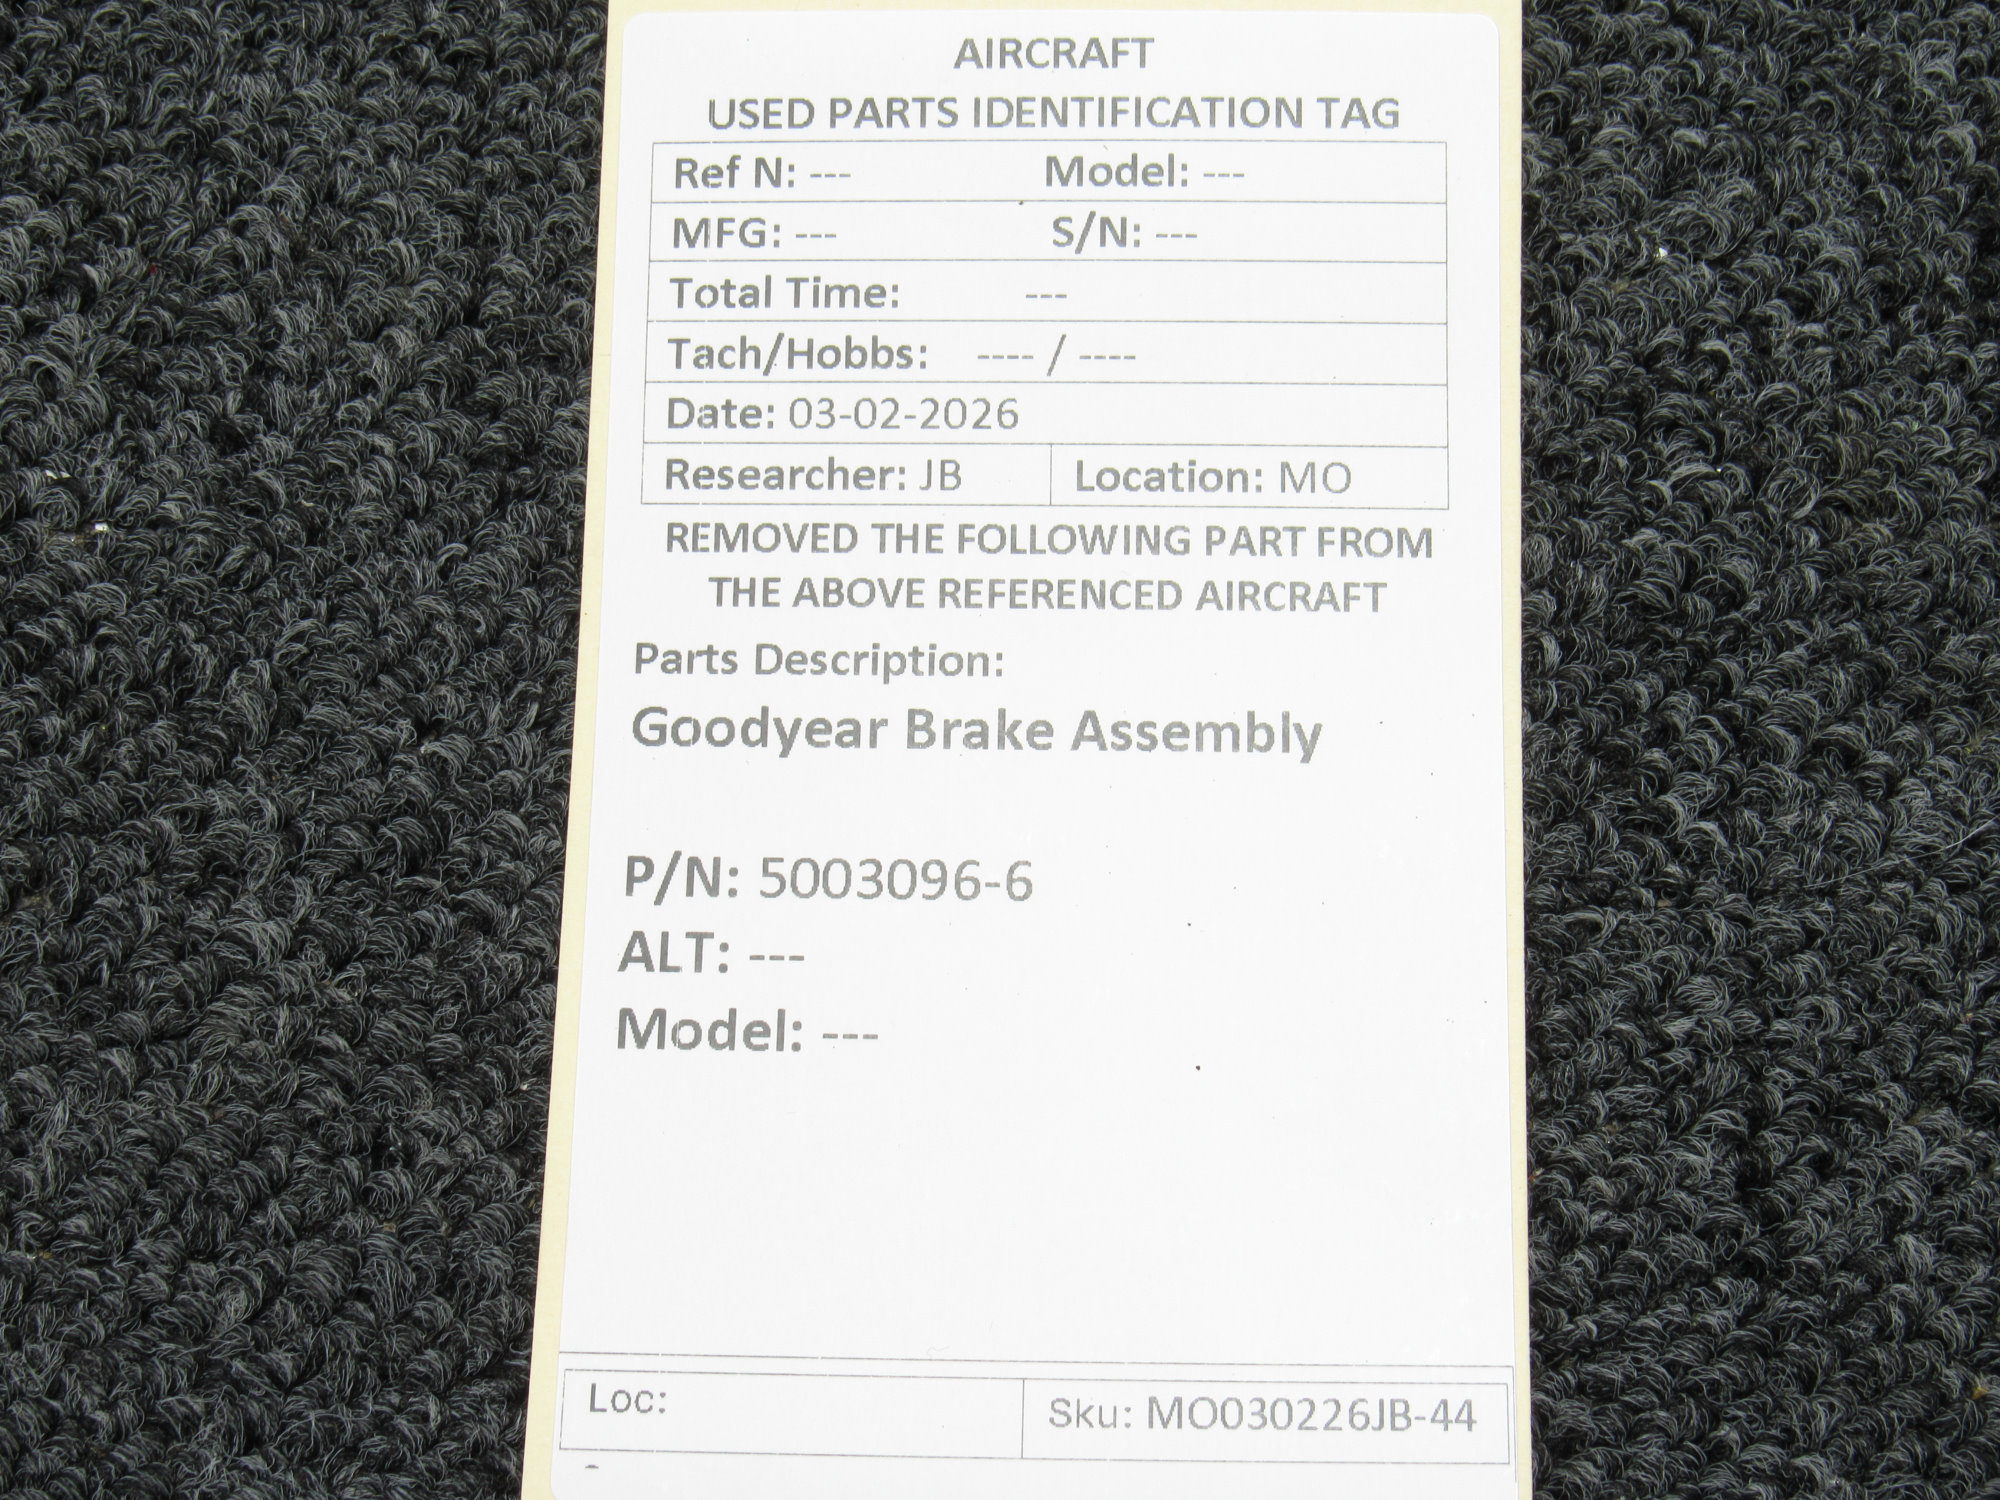 AIRCRAFT
USED PARTS IDENTIFICATION TAG
Ref N: --- Model: ---
MFG: --- S/N: ---
Total Time: ---
Tach/Hobbs: ---- / ----
Date: 03-02-2026
Researcher: JB Location: MO
REMOVED THE FOLLOWING PART FROM
THE ABOVE REFERENCED AIRCRAFT
Parts Description:
Goodyear Brake Assembly
P/N: 5003096-6
ALT: ---
Model: ---
Loc: Sku: MO030226JB-44